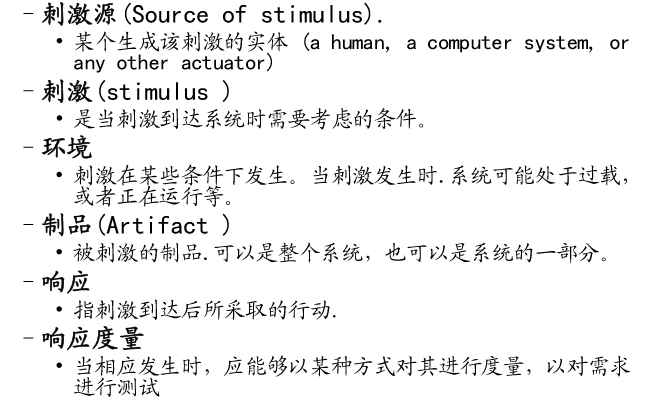 – 刺激源(Source of stimulus).
• 某个生成该刺激的实体 (a human, a computer system, or
any other actuator)
– 刺激(stimulus )
• 是当刺激到达系统时需要考虑的条件。
– 环境
• 刺激在某些条件下发生。当刺激发生时.系统可能处于过载,
或者正在运行等。
– 制品(Artifact )
• 被刺激的制品.可以是整个系统，也可以是系统的一部分。
– 响应
• 指刺激到达后所采取的行动.
– 响应度量
• 当相应发生时，应能够以某种方式对其进行度量，以对需求
进行测试